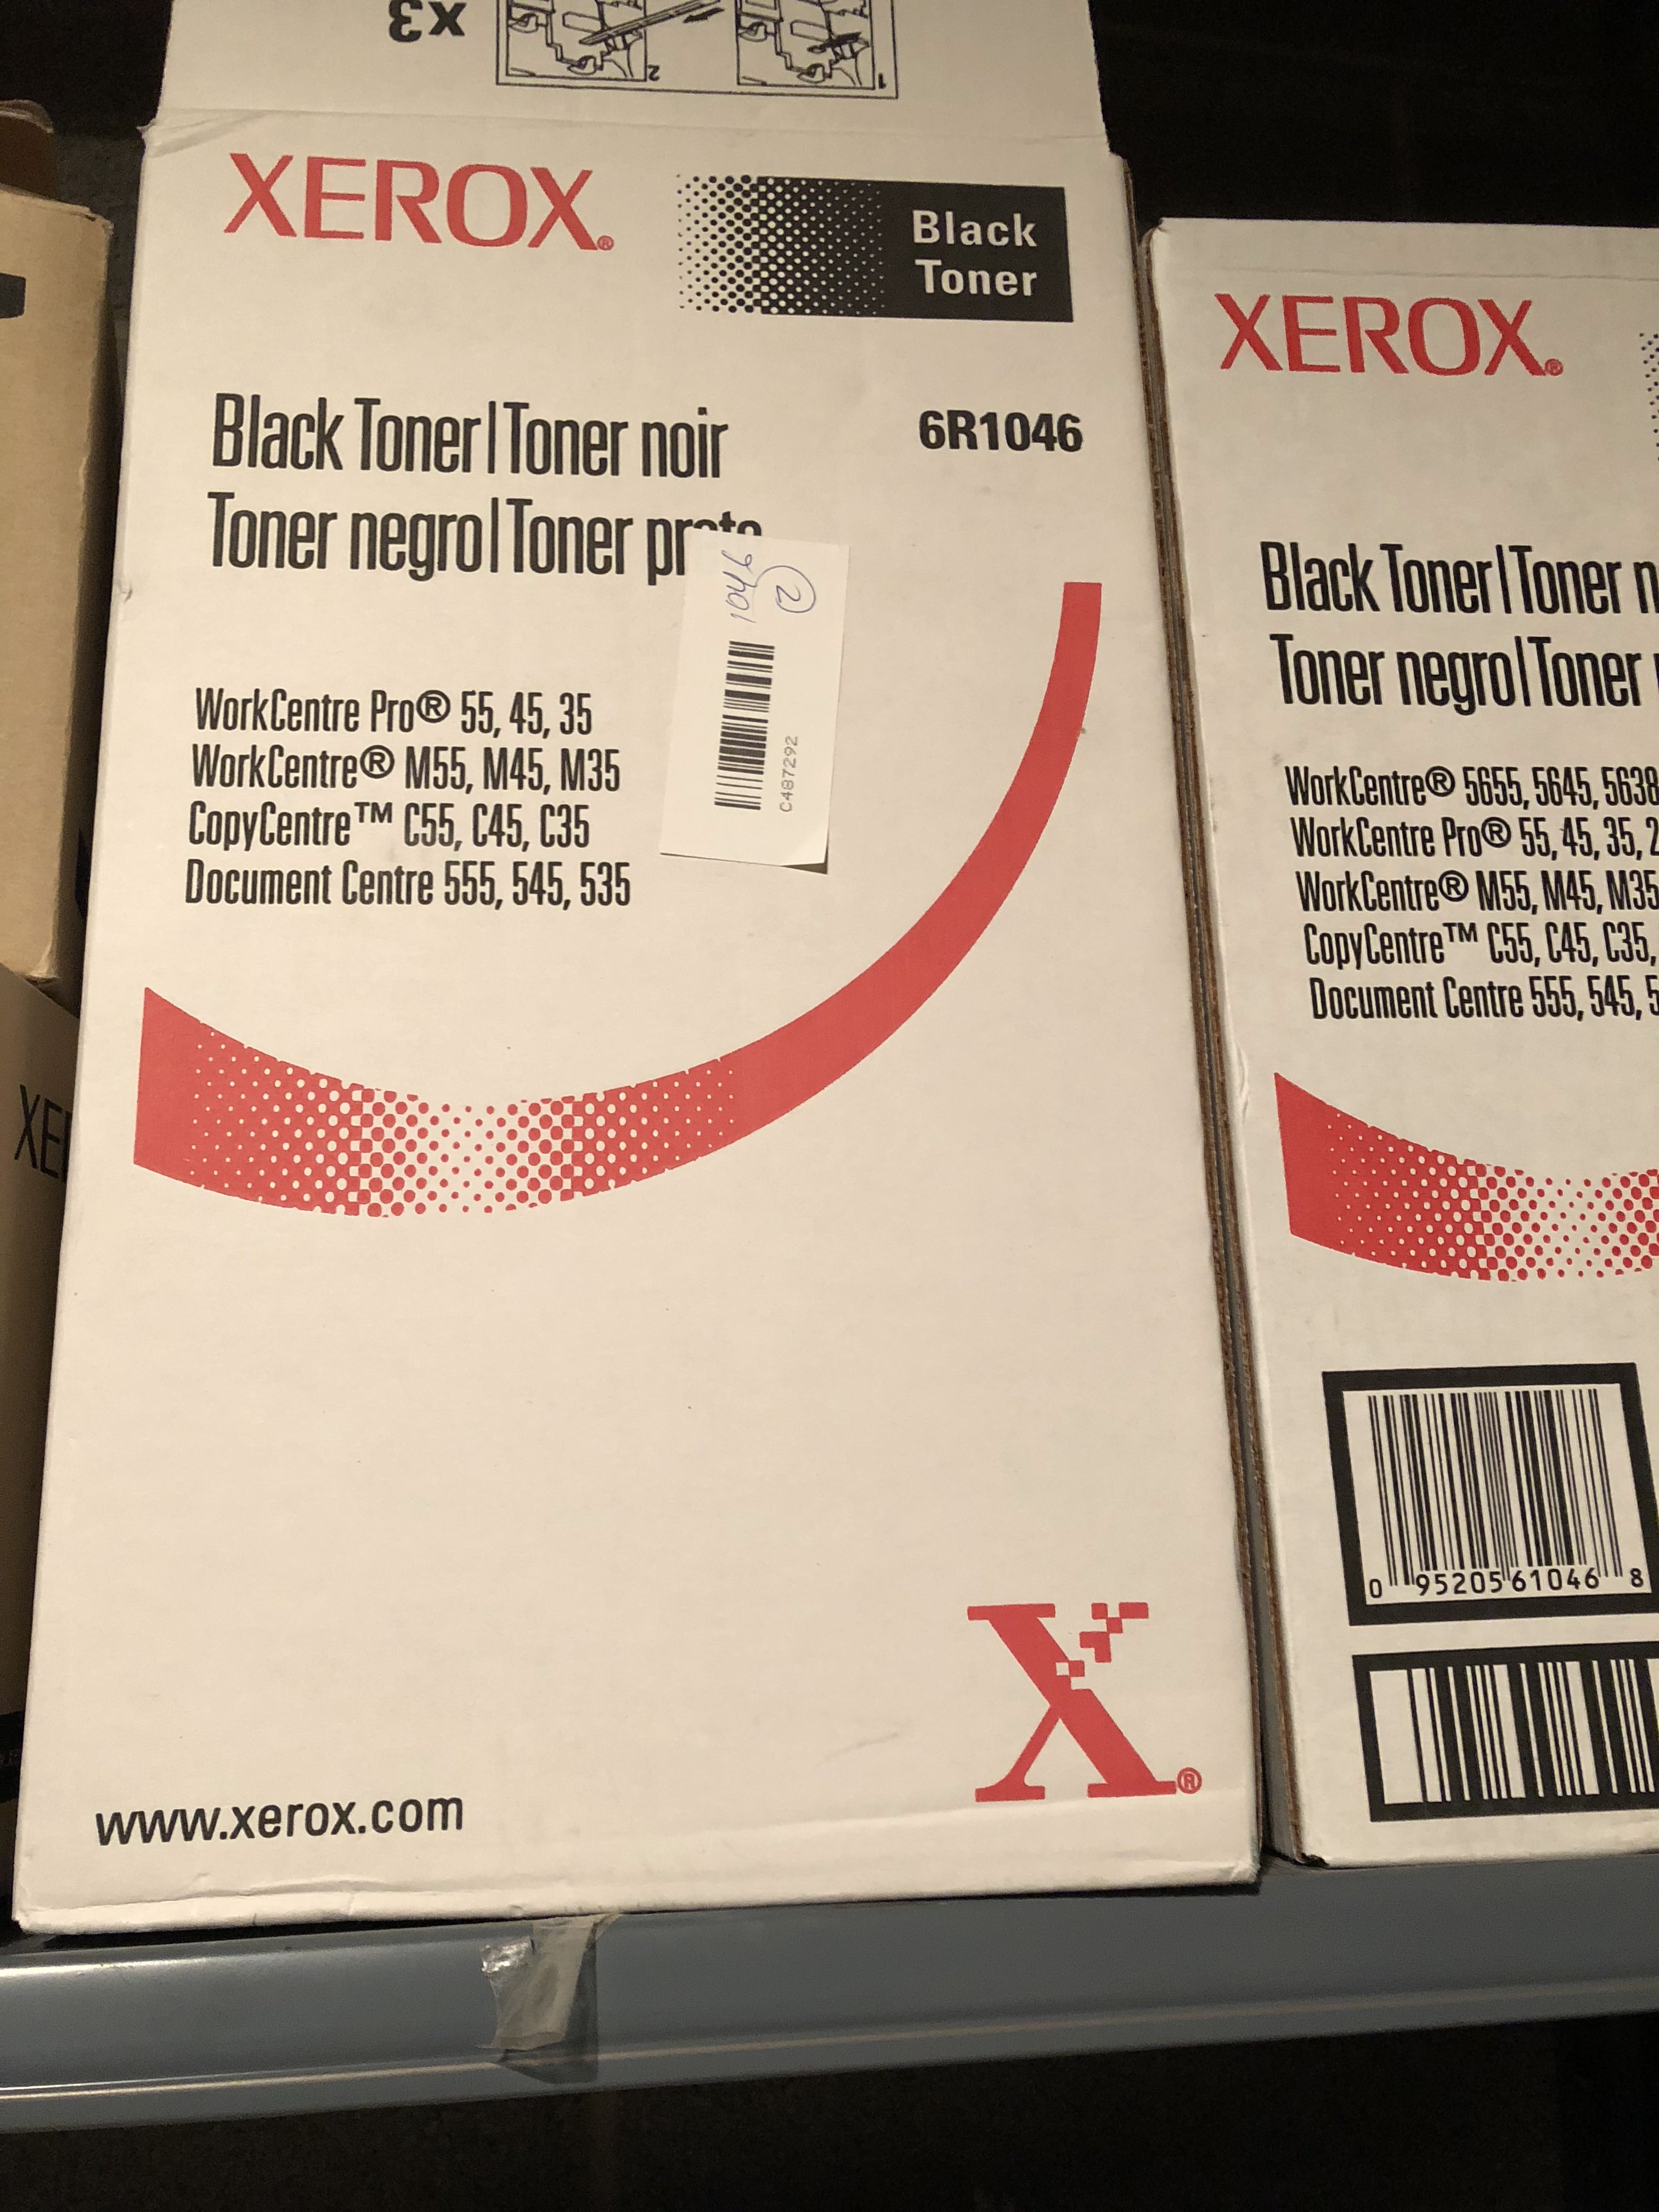 x3
2
1
XEROX®
Black
Toner
Black Toner|Toner noir
6R1046
Toner negro|Toner
1046
2
C487292
WorkCentre Pro® 55, 45, 35
WorkCentre® M55, M45, M35
CopyCentre™ C55, C45, C35
Document Centre 555, 545, 535
www.xerox.com
X®
XEROX®
Black Toner|Toner
Toner negro|Toner
WorkCentre® 5655, 5645, 5638
WorkCentre Pro® 55, 45, 35,
WorkCentre® M55, M45, M35
CopyCentre™ C55, C45, C35,
Document Centre 555, 545,
0 95205 61046 8